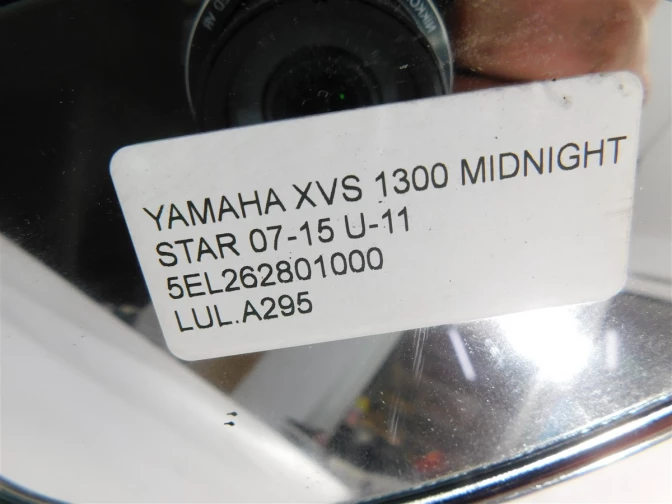 YAMAHA XVS 1300 MIDNIGHT
STAR 07-15 U-11
5EL262801000
LUL.A295